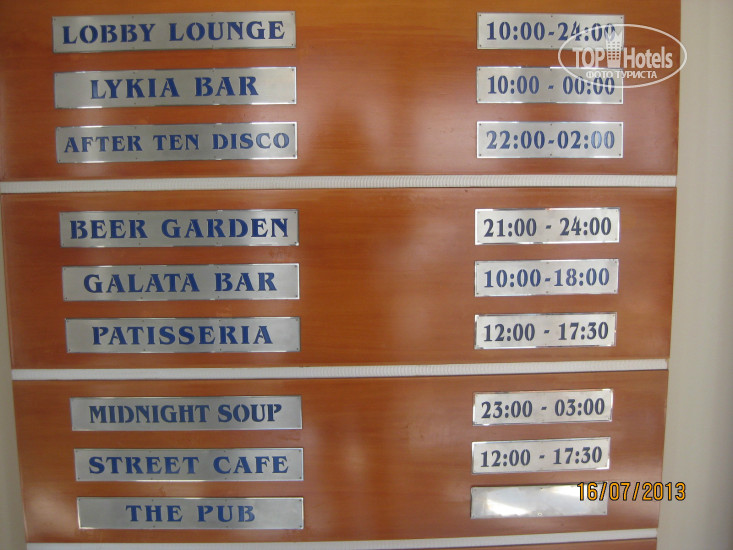 LOBBY LOUNGE 10:00-24:00
TOP Hotels
ФОТО ТУРИСТА
LYKIA BAR 10:00 - 00:00
AFTER TEN DISCO 22:00-02:00
BEER GARDEN 21:00 - 24:00
GALATA BAR 10:00-18:00
PATISSERIA 12:00 - 17:30
MIDNIGHT SOUP 23:00 - 03:00
STREET CAFE 12:00 - 17:30
THE PUB
16/07/2013